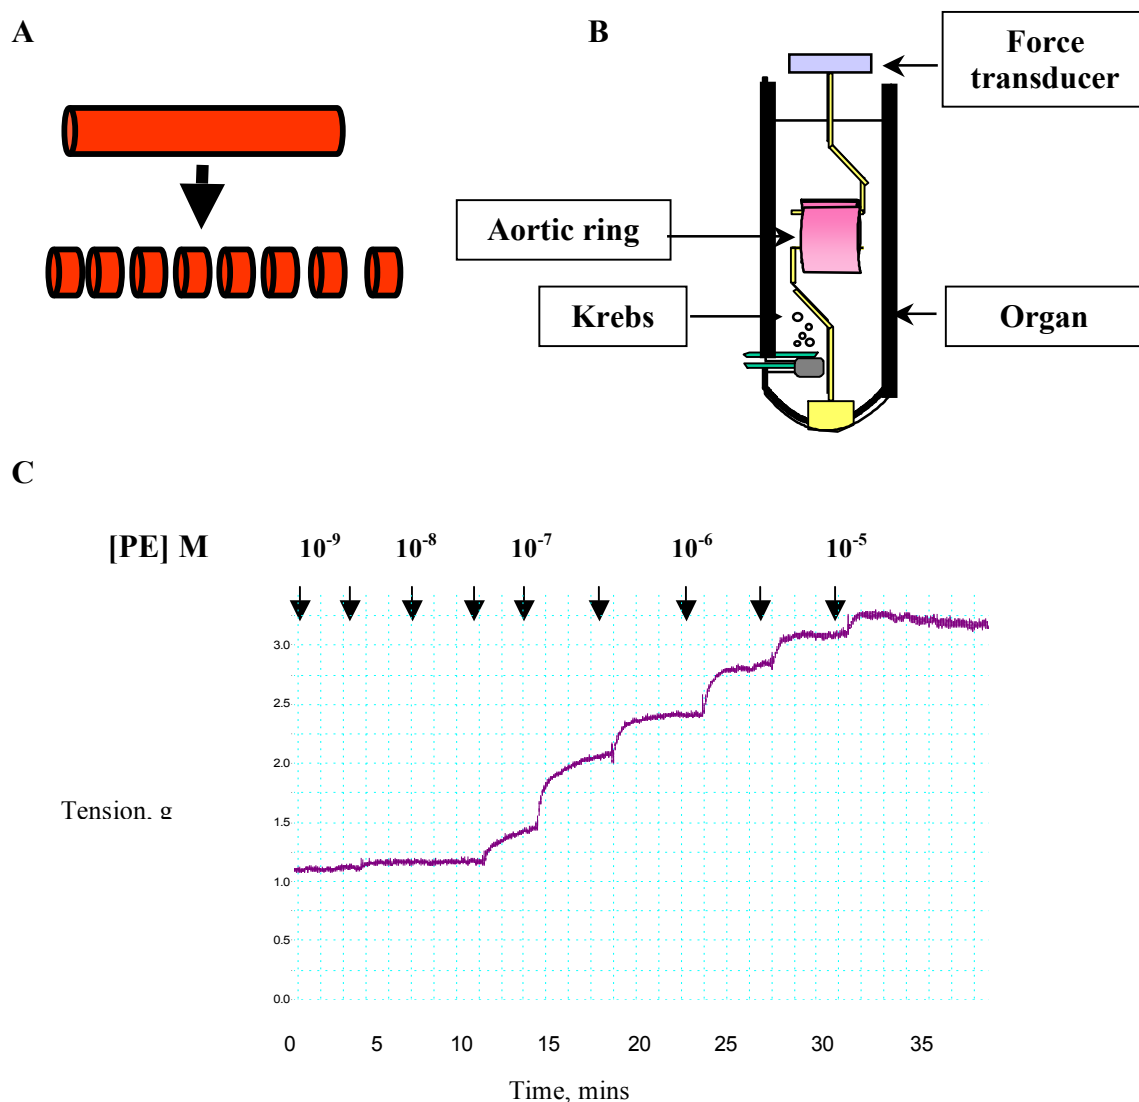 A
B
Force
transducer
Aortic ring
Krebs
Organ
C
[PE] M 10⁻⁹ 10⁻⁸ 10⁻⁷ 10⁻⁶ 10⁻⁵
3.0
2.5
2.0
Tension, g
1.5
1.0
0.5
0.0
0 5 10 15 20 25 30 35
Time, mins